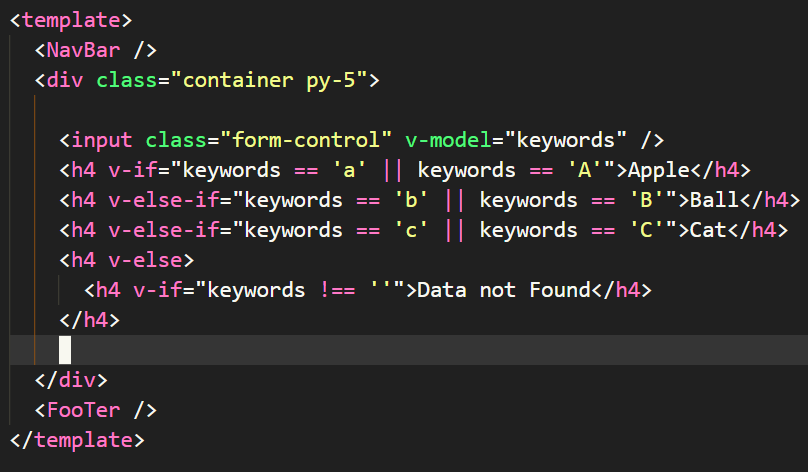 <template>
<NavBar />
<div class="container py-5">
<input class="form-control" v-model="keywords" />
<h4 v-if="keywords == 'a' || keywords == 'A'">Apple</h4>
<h4 v-else-if="keywords == 'b' || keywords == 'B'">Ball</h4>
<h4 v-else-if="keywords == 'c' || keywords == 'C'">Cat</h4>
<h4 v-else>
<h4 v-if="keywords !== ''">Data not Found</h4>
</h4>
</div>
<FooTer />
</template>